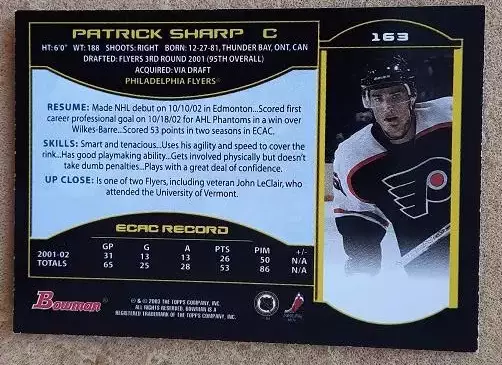 PATRICK SHARP C
163
HT: 6'0" WT: 188 SHOOTS: RIGHT BORN: 12-27-81, THUNDER BAY, ONT, CAN
DRAFTED: FLYERS 3RD ROUND 2001 (95TH OVERALL)
ACQUIRED: VIA DRAFT
PHILADELPHIA FLYERS®
RESUME: Made NHL debut on 10/10/02 in Edmonton...Scored first
career professional goal on 10/18/02 for AHL Phantoms in a win over
Wilkes-Barre...Scored 53 points in two seasons in ECAC.
SKILLS: Smart and tenacious...Uses his agility and speed to cover the
rink...Has good playmaking ability...Gets involved physically but doesn't
take dumb penalties...Plays with a great deal of confidence.
UP CLOSE: Is one of two Flyers, including veteran John LeClair, who
attended the University of Vermont.
ECAC RECORD
GP G A PTS PIM +/-
2001-02 31 13 13 26 50 N/A
TOTALS 65 25 28 53 86 N/A
Bowman
® & © 2003 THE TOPPS COMPANY, INC.
ALL RIGHTS RESERVED. BOWMAN IS A
REGISTERED TRADEMARK OF THE TOPPS COMPANY, INC.